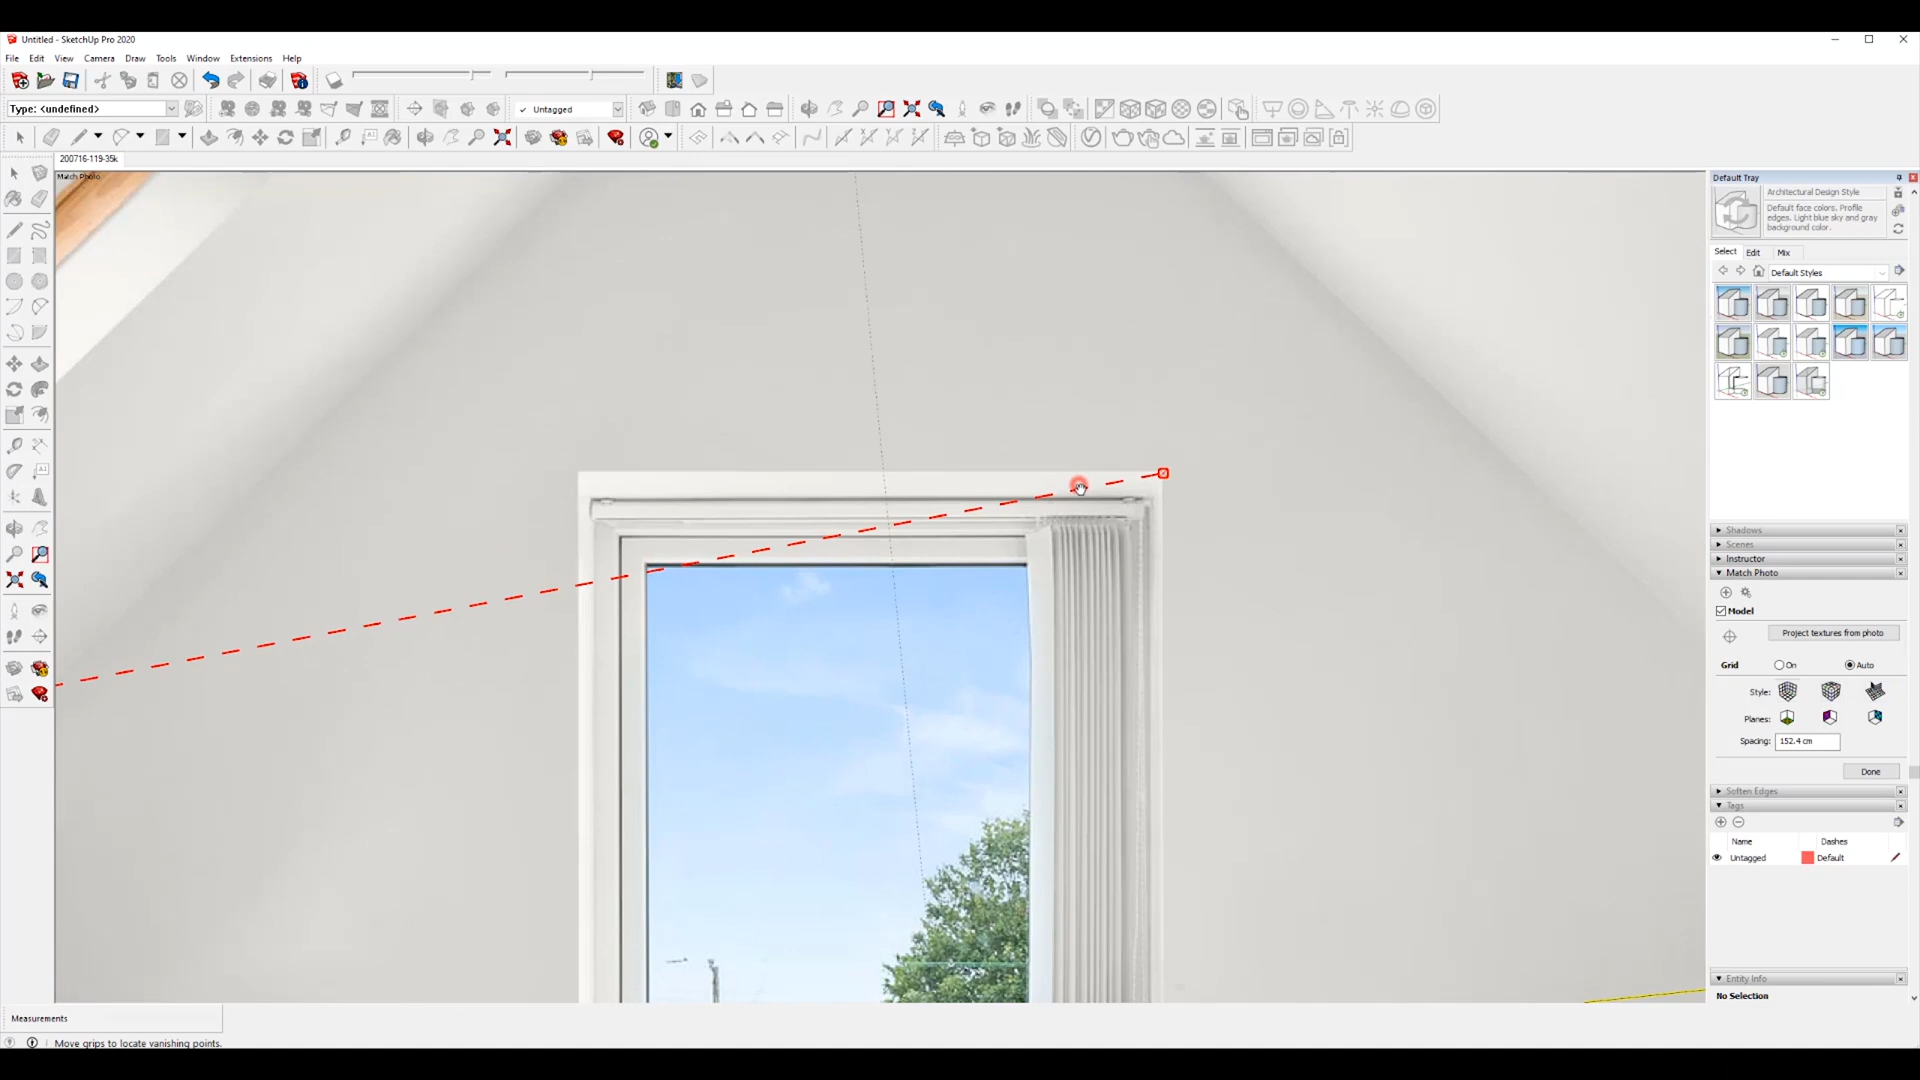 Untitled - SketchUp Pro 2020
File Edit View Camera Draw Tools Window Extensions Help
Type: <undefined>
Untagged
200716-119-35k
Match Photo
Default Tray
Architectural Design Style
Default face colors. Profile
edges. Light blue sky and gray
background color.
Select Edit Mix
Default Styles
Shadows
Scenes
Instructor
Match Photo
Model
Project textures from photo
Grid On Auto
Style:
Planes:
Spacing: 152.4 cm
Done
Soften Edges
Tags
Name Dashes
Untagged Default
Entity Info
No Selection
Measurements
Move grips to locate vanishing points.